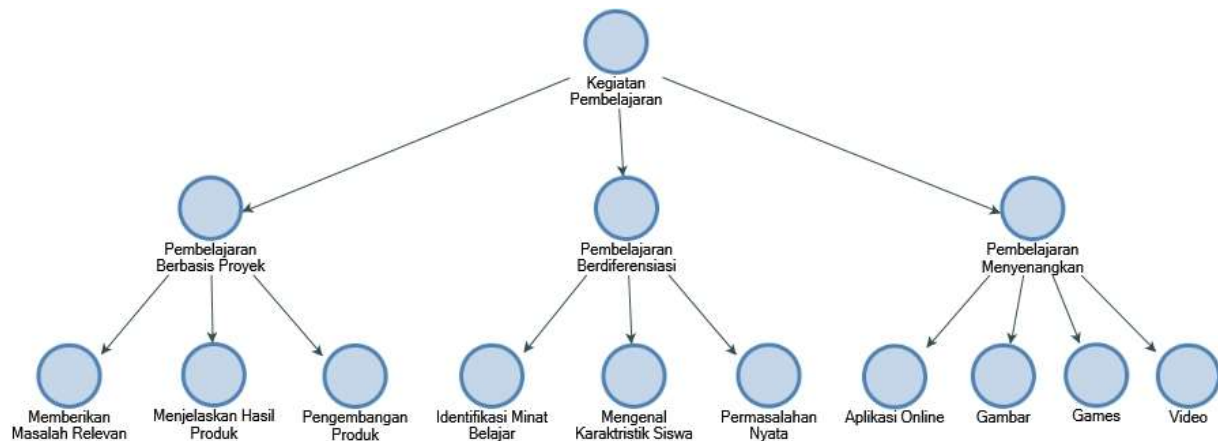 Kegiatan
Pembelajaran
Pembelajaran
Berbasis Proyek
Pembelajaran
Berdiferensiasi
Pembelajaran
Menyenangkan
Memberikan
Masalah Relevan
Menjelaskan Hasil
Produk
Pengembangan
Produk
Identifikasi Minat
Belajar
Mengenal
Karaktristik Siswa
Permasalahan
Nyata
Aplikasi Online
Gambar
Games
Video